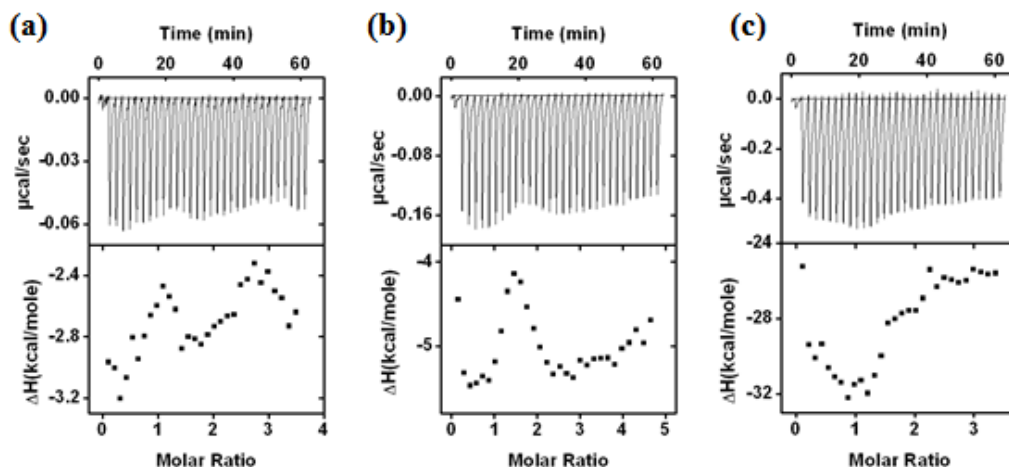 (a)
Time (min)
0 20 40 60
0.00
-0.03
-0.06
µcal/sec
-2.4
-2.8
-3.2
ΔH(kcal/mole)
0 1 2 3 4
Molar Ratio
(b)
Time (min)
0 20 40 60
0.00
-0.08
-0.16
µcal/sec
-4
-5
ΔH(kcal/mole)
0 1 2 3 4 5
Molar Ratio
(c)
Time (min)
0 20 40 60
0.0
-0.2
-0.4
µcal/sec
-24
-28
-32
ΔH(kcal/mole)
0 1 2 3
Molar Ratio